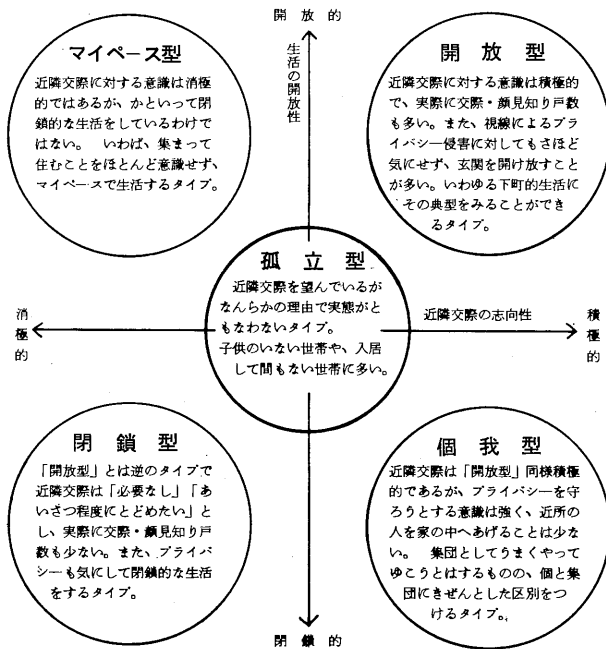 開放的
生活の開放性
マイペース型
近隣交際に対する意識は消極
的ではあるが、かといって閉
鎖的な生活をしているわけで
はない。 いわば、集まって
住むことをほとんど意識せず、
マイペースで生活するタイプ。
開放型
近隣交際に対する意識は積極的
で、実際に交際・顔見知り戸数
も多い。また、視線によるプラ
イバシー侵害に対してもさほど
気にせず、玄関を開け放すこと
が多い。いわゆる下町的生活に
その典型をみることができ
るタイプ。
孤立型
近隣交際を望んでいるが
なんらかの理由で実態がと
もなわないタイプ。
子供のいない世帯や、入居
して間もない世帯に多い。
消極的
近隣交際の志向性
積極的
閉鎖型
「開放型」とは逆のタイプで
近隣交際は「必要なし」「あ
いさつ程度にとどめたい」と
し、実際に交際・顔見知り戸
数も少ない。また、プライバ
シーも気にして閉鎖的な生活
をするタイプ。
個我型
近隣交際は「開放型」同様積極
的であるが、プライバシーを守
ろうとする意識は強く、近所の
人を家の中へあげることは少な
い。 集団としてうまくやって
ゆこうとはするものの、個と集
団にきぜんとした区別をつ
けるタイプ。
閉鎖的